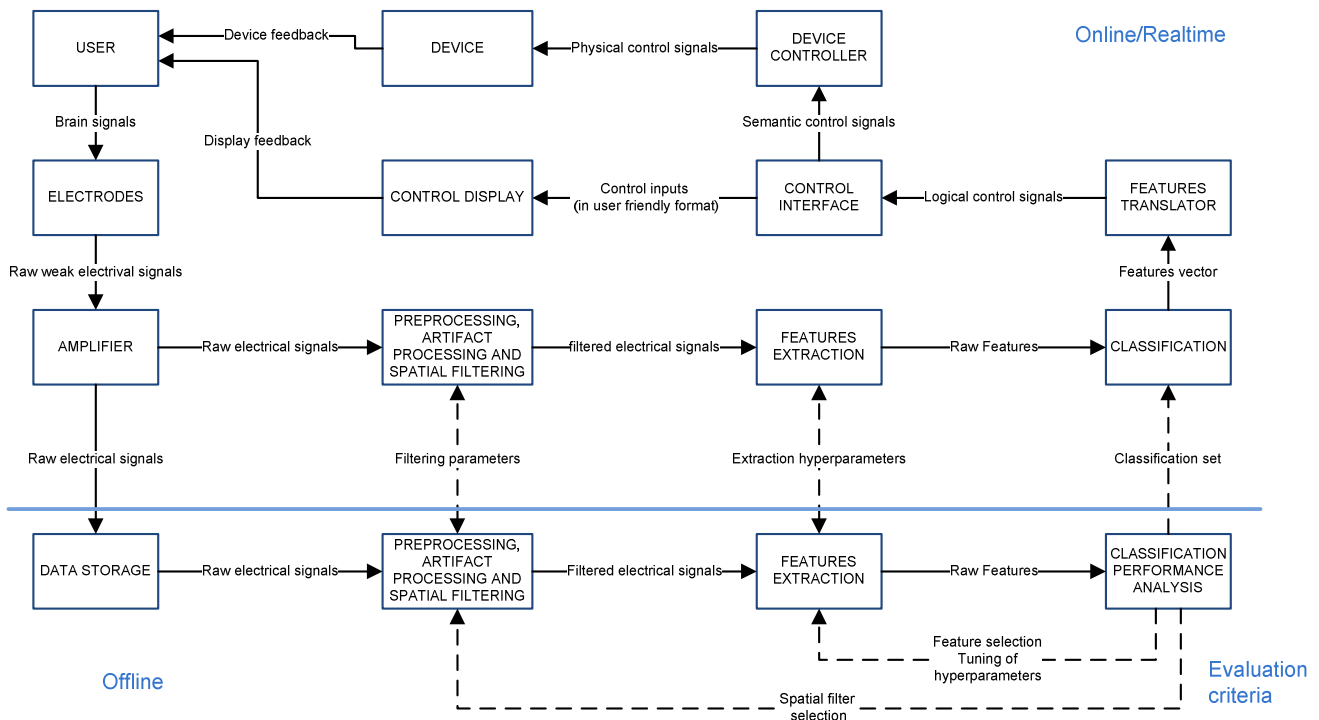 USER
Device feedback
DEVICE
Physical control signals
DEVICE
CONTROLLER
Online/Realtime
Brain signals
Display feedback
Semantic control signals
ELECTRODES
CONTROL DISPLAY
Control inputs
(in user friendly format)
CONTROL
INTERFACE
Logical control signals
FEATURES
TRANSLATOR
Raw weak electrival signals
Features vector
AMPLIFIER
Raw electrical signals
PREPROCESSING,
ARTIFACT
PROCESSING AND
SPATIAL FILTERING
filtered electrical signals
FEATURES
EXTRACTION
Raw Features
CLASSIFICATION
Raw electrical signals
Filtering parameters
Extraction hyperparameters
Classification set
DATA STORAGE
Raw electrical signals
PREPROCESSING,
ARTIFACT
PROCESSING AND
SPATIAL FILTERING
Filtered electrical signals
FEATURES
EXTRACTION
Raw Features
CLASSIFICATION
PERFORMANCE
ANALYSIS
Feature selection
Tuning of
hyperparameters
Offline
Evaluation
criteria
Spatial filter
selection